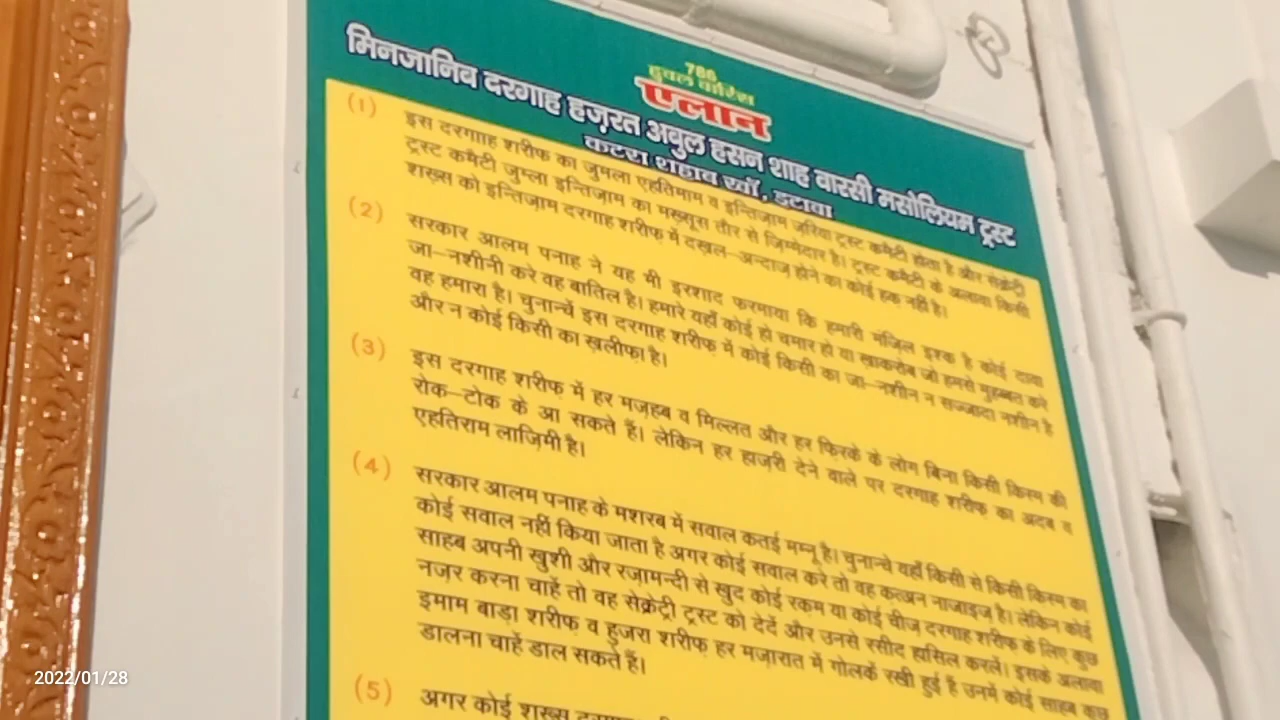 786
हुवल वारिस
एलान
मिनजानिव दरगाह हज़रत अवुल हसन शाह वारसी मसोलियम ट्रस्ट
कटरा शहाब खाँ, इटावा
(1) इस दरगााह शरीफ का जुमला एहतिमाम व इन्तिज़ाम ज़रिया ट्रस्ट कमैटी होता है और सेक्रेट्री
ट्रस्ट कमैटी जुम्ला इन्तिज़ाम का मख्सूस तौर से ज़िम्मेदार है। ट्रस्ट कमैटी के अलावा किसी
शख़्स को इन्तिज़ाम दरगाह शरीफ़ में दख़ल–अन्दाज़ होने का कोई हक नहीं है।
(2) सरकार आलम पनाह ने यह मी इरशाद फरमाया कि हमारी मंज़िल इश्क है कोई दावा
जा–नशीनी करे वह बातिल है। हमारे यहाँ कोई हो चमार हो या ख़ाकरोब जो हमसे मुहब्बत करे
वह हमारा है। चुनान्चें इस दरगाह शरीफ़ में कोई किसी का जा–नशीन न सज्जादा नशीन है
और न कोई किसी का ख़लीफ़ा है।
(3) इस दरगाह शरीफ़ में हर मज़हब व मिल्लत और हर फिरके के लोग बिना किसी किस्म की
रोक–टोक के आ सकते हैं। लेकिन हर हाज़री देने वाले पर दरगाह शरीफ़ का अदब व
एहतिराम लाज़िमी है।
(4) सरकार आलम पनाह के मशरब में सवाल कतई मम्नू है। चुनान्चे यहाँ किसी से किसी किस्म का
कोई सवाल नहीं किया जाता है अगर कोई सवाल करे तो वह कत्अन नाजाइज़ है। लेकिन कोई
साहब अपनी खुशी और रज़ामन्दी से खुद कोई रकम या कोई चीज़ दरगाह शरीफ़ के लिए कुछ
नज़र करना चाहें तो वह सेक्रेट्री ट्रस्ट को देदें और उनसे रसीद हासिल करलें। इसके अलावा
इमाम बाड़ा शरीफ़ व हुजरा शरीफ़ हर मज़ारात में गोलकें रखी हुई है उनमें कोई साहब कुछ
डालना चाहें डाल सकते हैं।
(5) अगर कोई शख़्स
2022/01/28